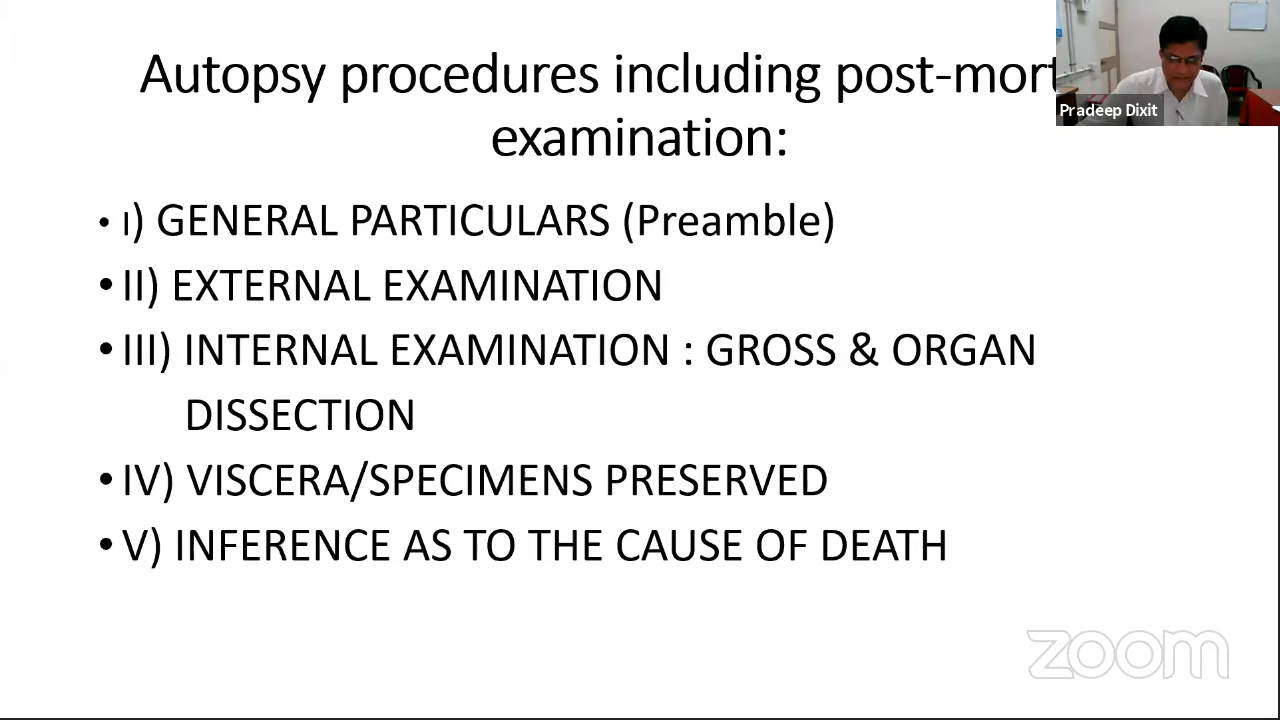 Autopsy procedures including post-mort
examination:
Pradeep Dixit
• I) GENERAL PARTICULARS (Preamble)
• II) EXTERNAL EXAMINATION
• III) INTERNAL EXAMINATION : GROSS & ORGAN
DISSECTION
• IV) VISCERA/SPECIMENS PRESERVED
• V) INFERENCE AS TO THE CAUSE OF DEATH
zoom